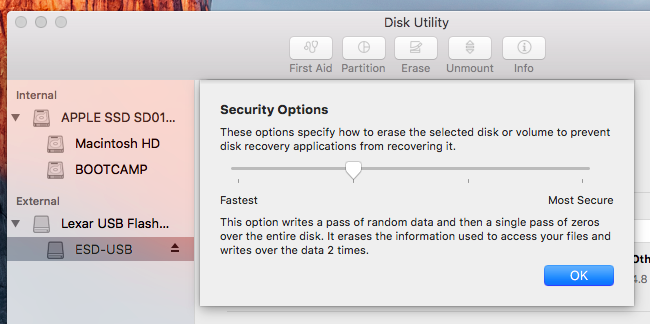 Disk Utility
First Aid
Partition
Erase
Unmount
Info
Internal
APPLE SSD SD01...
Macintosh HD
BOOTCAMP
External
Lexar USB Flash...
ESD-USB
Security Options
These options specify how to erase the selected disk or volume to prevent
disk recovery applications from recovering it.
Fastest
Most Secure
This option writes a pass of random data and then a single pass of zeros
over the entire disk. It erases the information used to access your files and
writes over the data 2 times.
OK
Oth
4.8